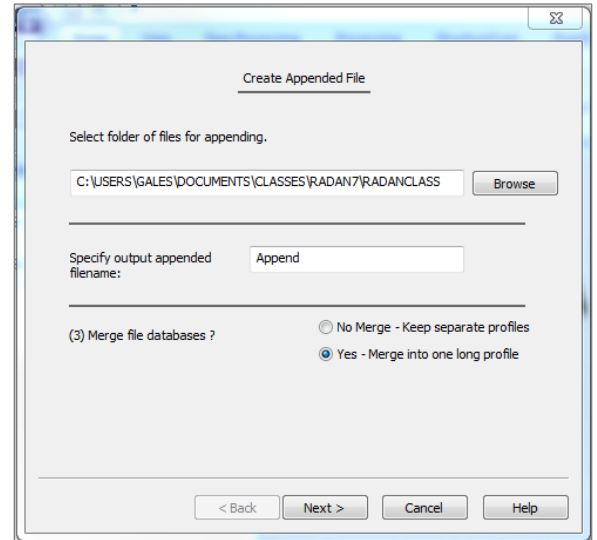 Create Appended File
Select folder of files for appending.
C:\USERS\GALES\DOCUMENTS\CLASSES\RADAN7\RADANCLASS
Browse
Specify output appended
filename:
Append
(3) Merge file databases ?
No Merge - Keep separate profiles
Yes - Merge into one long profile
< Back
Next >
Cancel
Help